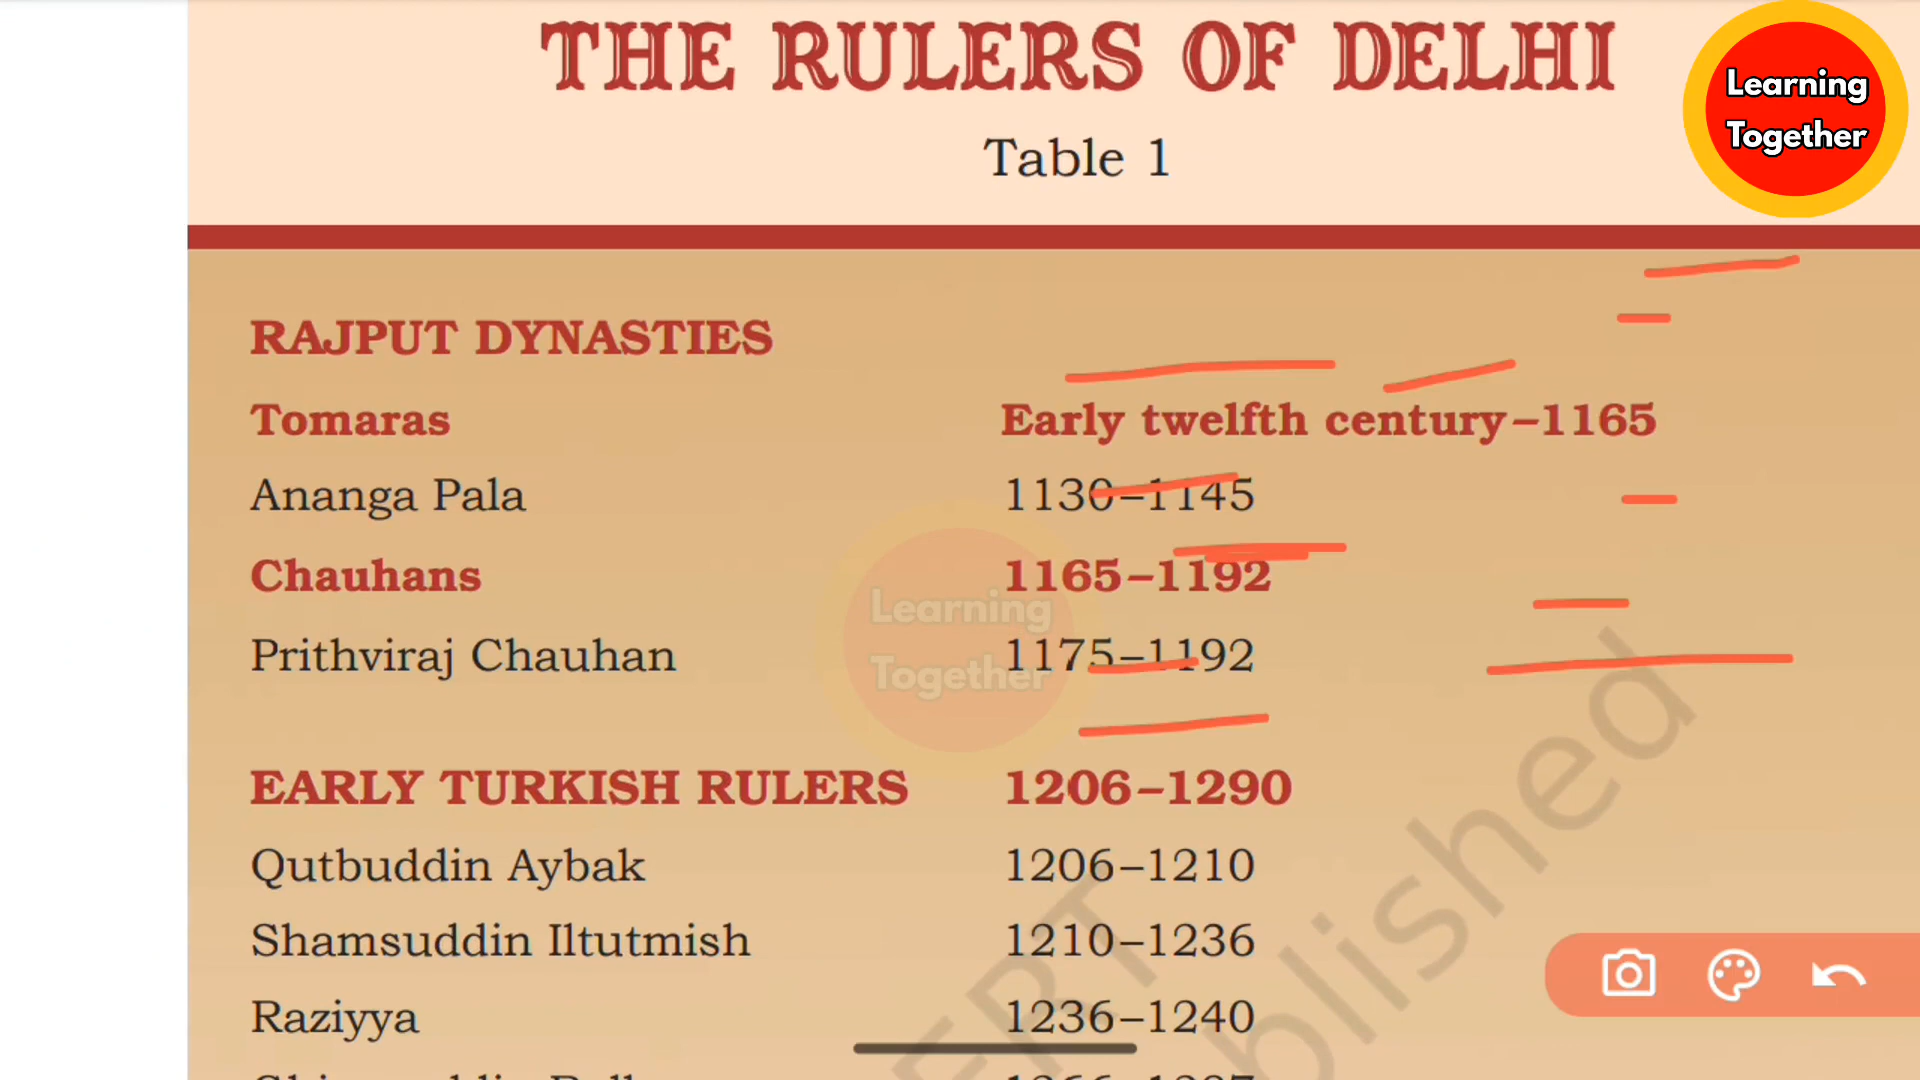 THE RULERS OF DELHI
Learning
Together
Table 1
RAJPUT DYNASTIES
Tomaras Early twelfth century–1165
Ananga Pala 1130–1145
Chauhans 1165–1192
Learning
Together
Prithviraj Chauhan 1175–1192
EARLY TURKISH RULERS 1206–1290
Qutbuddin Aybak 1206–1210
Shamsuddin Iltutmish 1210–1236
Raziyya 1236–1240